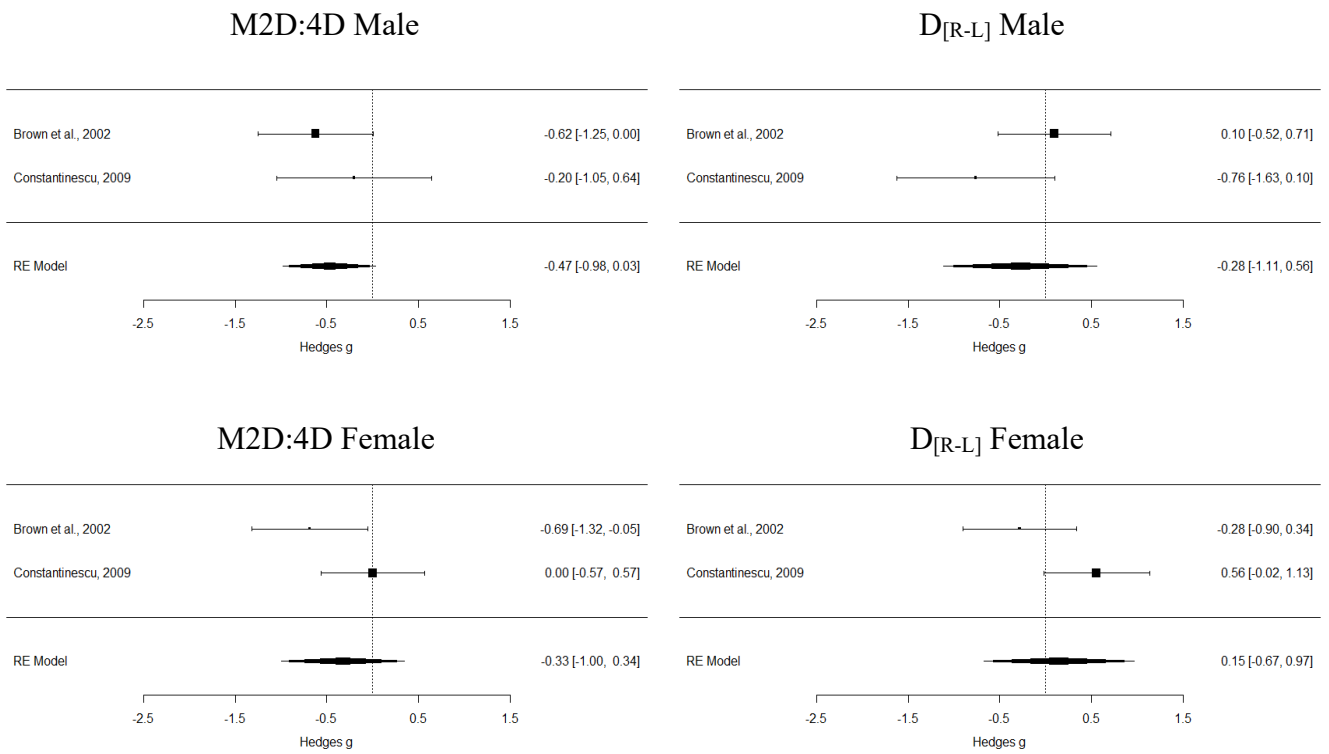 M2D:4D Male
Brown et al., 2002 -0.62 [-1.25, 0.00]
Constantinescu, 2009 -0.20 [-1.05, 0.64]
RE Model -0.47 [-0.98, 0.03]
-2.5 -1.5 -0.5 0.5 1.5
Hedges g
D[R-L] Male
Brown et al., 2002 0.10 [-0.52, 0.71]
Constantinescu, 2009 -0.76 [-1.63, 0.10]
RE Model -0.28 [-1.11, 0.56]
-2.5 -1.5 -0.5 0.5 1.5
Hedges g
M2D:4D Female
Brown et al., 2002 -0.69 [-1.32, -0.05]
Constantinescu, 2009 0.00 [-0.57, 0.57]
RE Model -0.33 [-1.00, 0.34]
-2.5 -1.5 -0.5 0.5 1.5
Hedges g
D[R-L] Female
Brown et al., 2002 -0.28 [-0.90, 0.34]
Constantinescu, 2009 0.56 [-0.02, 1.13]
RE Model 0.15 [-0.67, 0.97]
-2.5 -1.5 -0.5 0.5 1.5
Hedges g